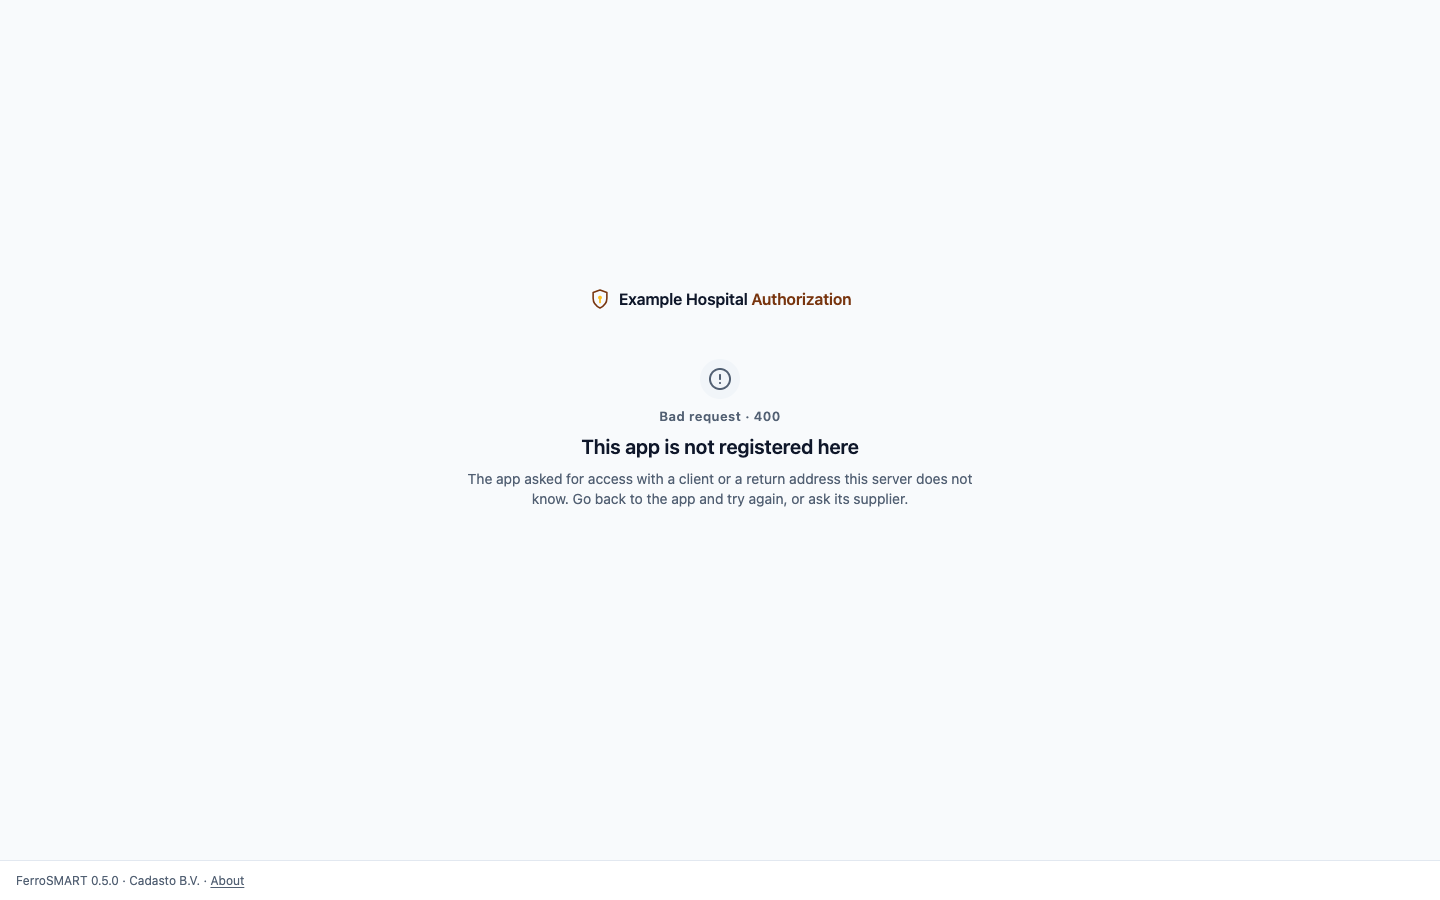 Example Hospital Authorization
Bad request · 400
This app is not registered here
The app asked for access with a client or a return address this server does not
know. Go back to the app and try again, or ask its supplier.
FerroSMART 0.5.0 · Cadasto B.V. · About